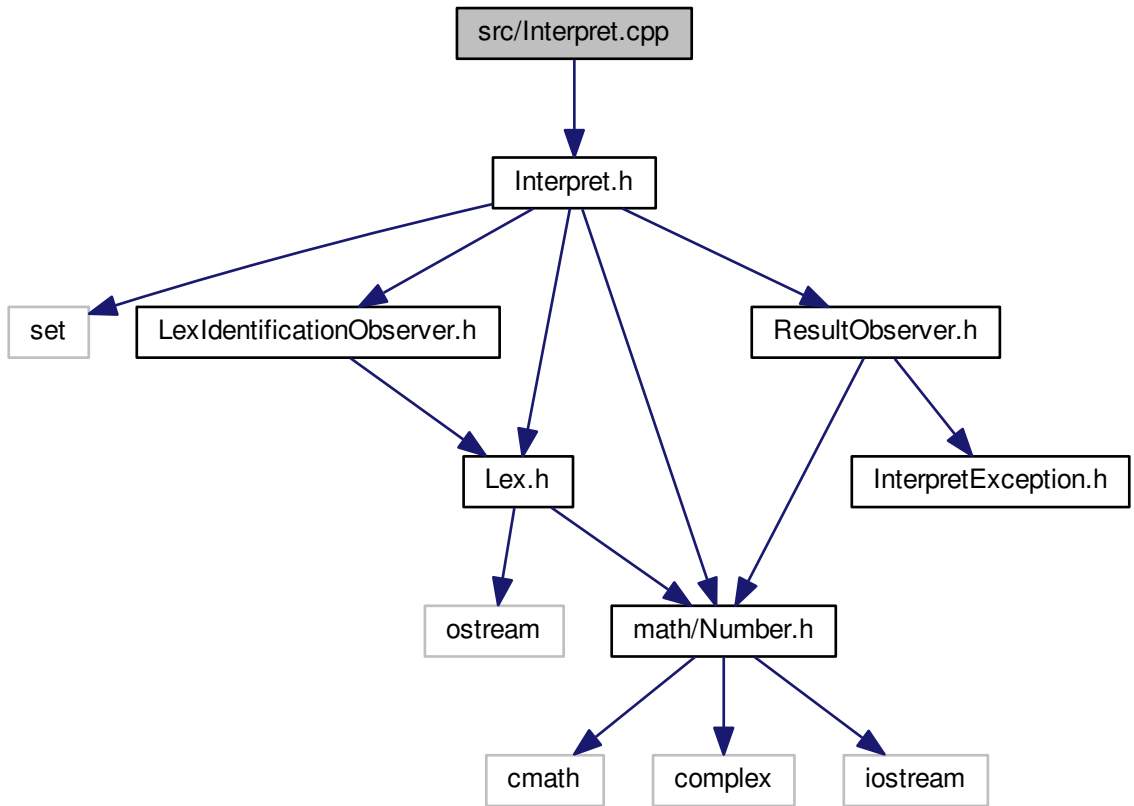 src/Interpret.cpp
Interpret.h
set
LexIdentificationObserver.h
ResultObserver.h
Lex.h
InterpretException.h
ostream
math/Number.h
cmath
complex
iostream